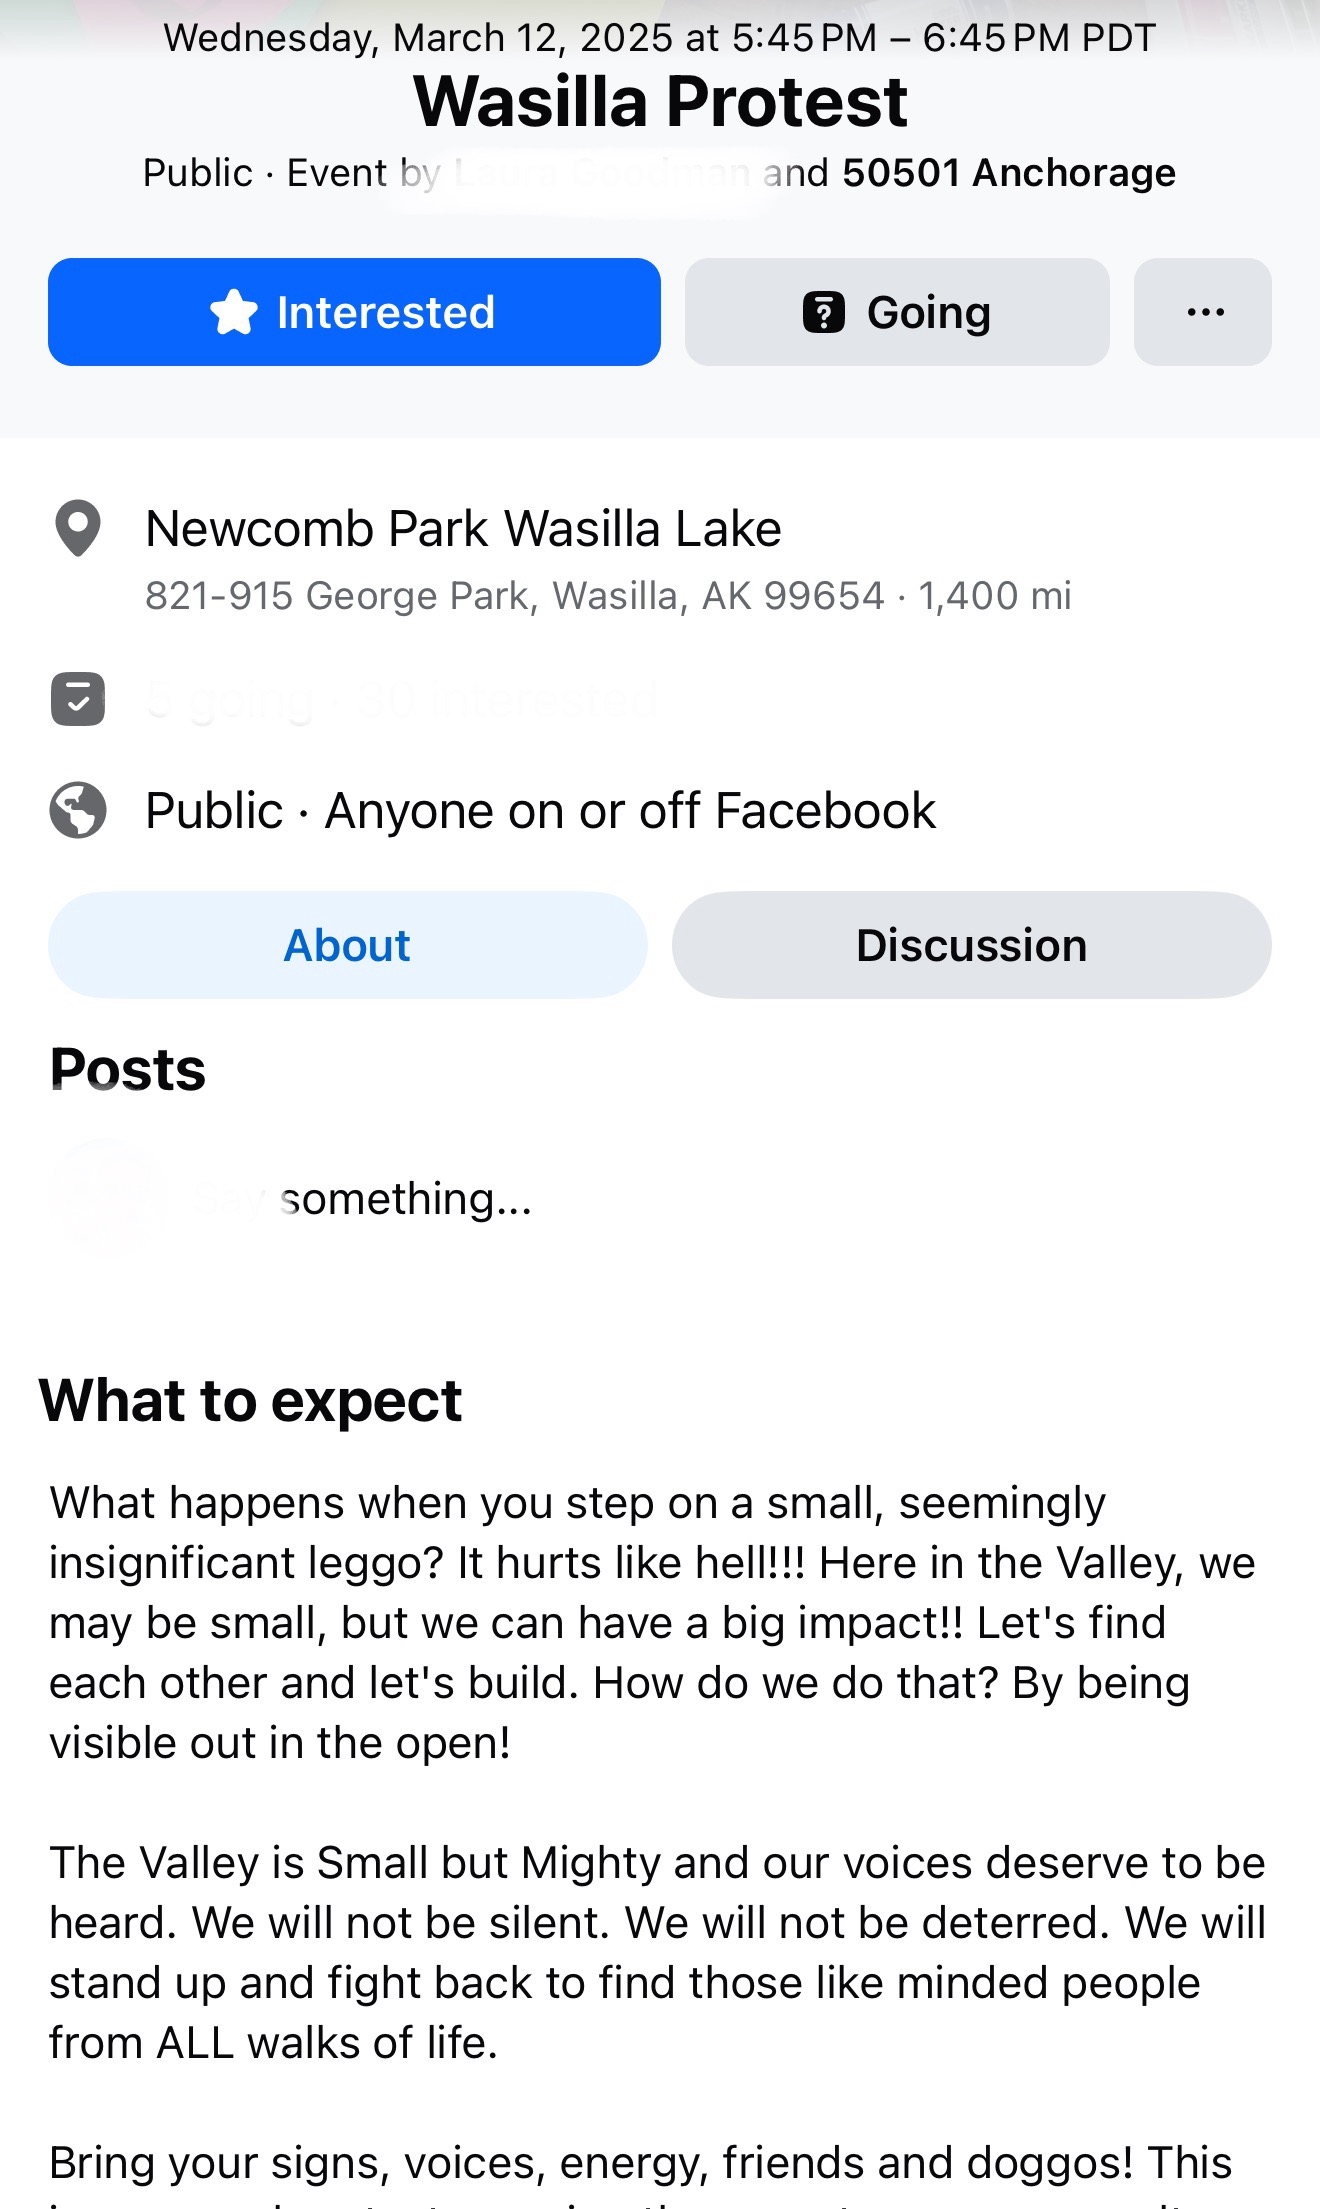 Wednesday, March 12, 2025 at 5:45 PM – 6:45 PM PDT
Wasilla Protest
Public · Event by and 50501 Anchorage
Interested
Going
...
Newcomb Park Wasilla Lake
821-915 George Park, Wasilla, AK 99654 · 1,400 mi
5 going · 30 interested
Public · Anyone on or off Facebook
About
Discussion
Posts
Say something...
What to expect
What happens when you step on a small, seemingly
insignificant leggo? It hurts like hell!!! Here in the Valley, we
may be small, but we can have a big impact!! Let's find
each other and let's build. How do we do that? By being
visible out in the open!
The Valley is Small but Mighty and our voices deserve to be
heard. We will not be silent. We will not be deterred. We will
stand up and fight back to find those like minded people
from ALL walks of life.
Bring your signs, voices, energy, friends and doggos! This